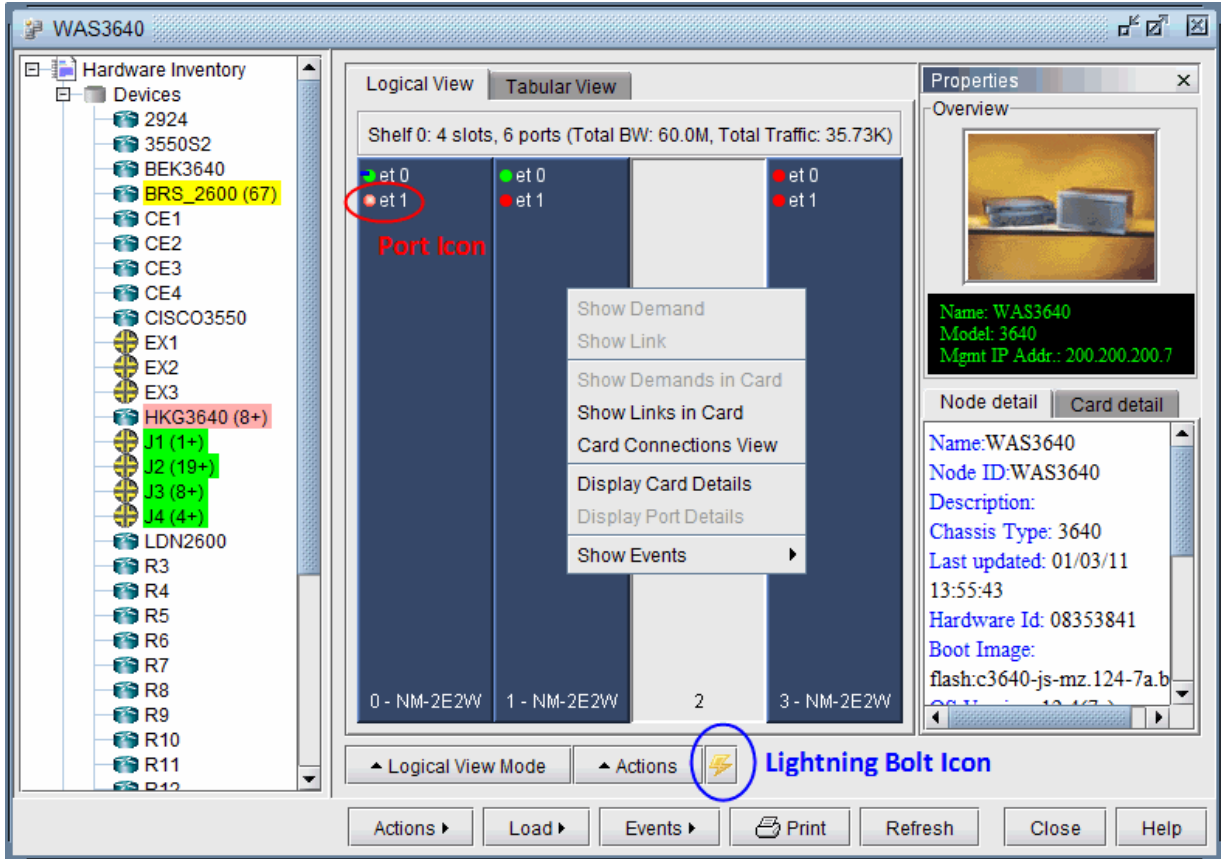 WAS3640
Hardware Inventory
Devices
2924
3550S2
BEK3640
BRS_2600 (67)
CE1
CE2
CE3
CE4
CISCO3550
EX1
EX2
EX3
HKG3640 (8+)
J1 (1+)
J2 (19+)
J3 (8+)
J4 (4+)
LDN2600
R3
R4
R5
R6
R7
R8
R9
R10
R11
R12
Logical View
Tabular View
Shelf 0: 4 slots, 6 ports (Total BW: 60.0M, Total Traffic: 35.73K)
et 0
et 1
et 0
et 1
et 0
et 1
Port Icon
Show Demand
Show Link
Show Demands in Card
Show Links in Card
Card Connections View
Display Card Details
Display Port Details
Show Events
0 - NM-2E2W
1 - NM-2E2W
2
3 - NM-2E2W
Logical View Mode
Actions
Lightning Bolt Icon
Properties
Overview
Name: WAS3640
Model: 3640
Mgmt IP Addr.: 200.200.200.7
Node detail
Card detail
Name:WAS3640
Node ID:WAS3640
Description:
Chassis Type: 3640
Last updated: 01/03/11
13:55:43
Hardware Id: 08353841
Boot Image:
flash:c3640-js-mz.124-7a.b
Actions
Load
Events
Print
Refresh
Close
Help